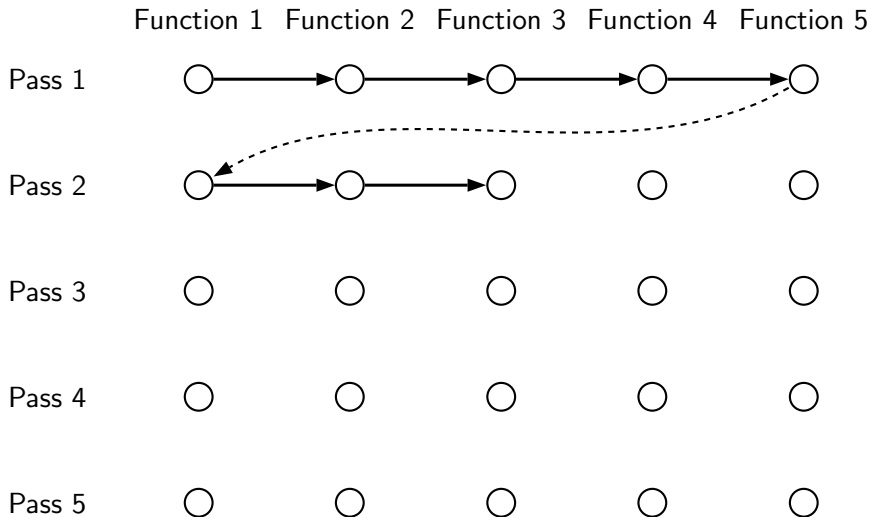 Function 1 Function 2 Function 3 Function 4 Function 5
Pass 1
Pass 2
Pass 3
Pass 4
Pass 5